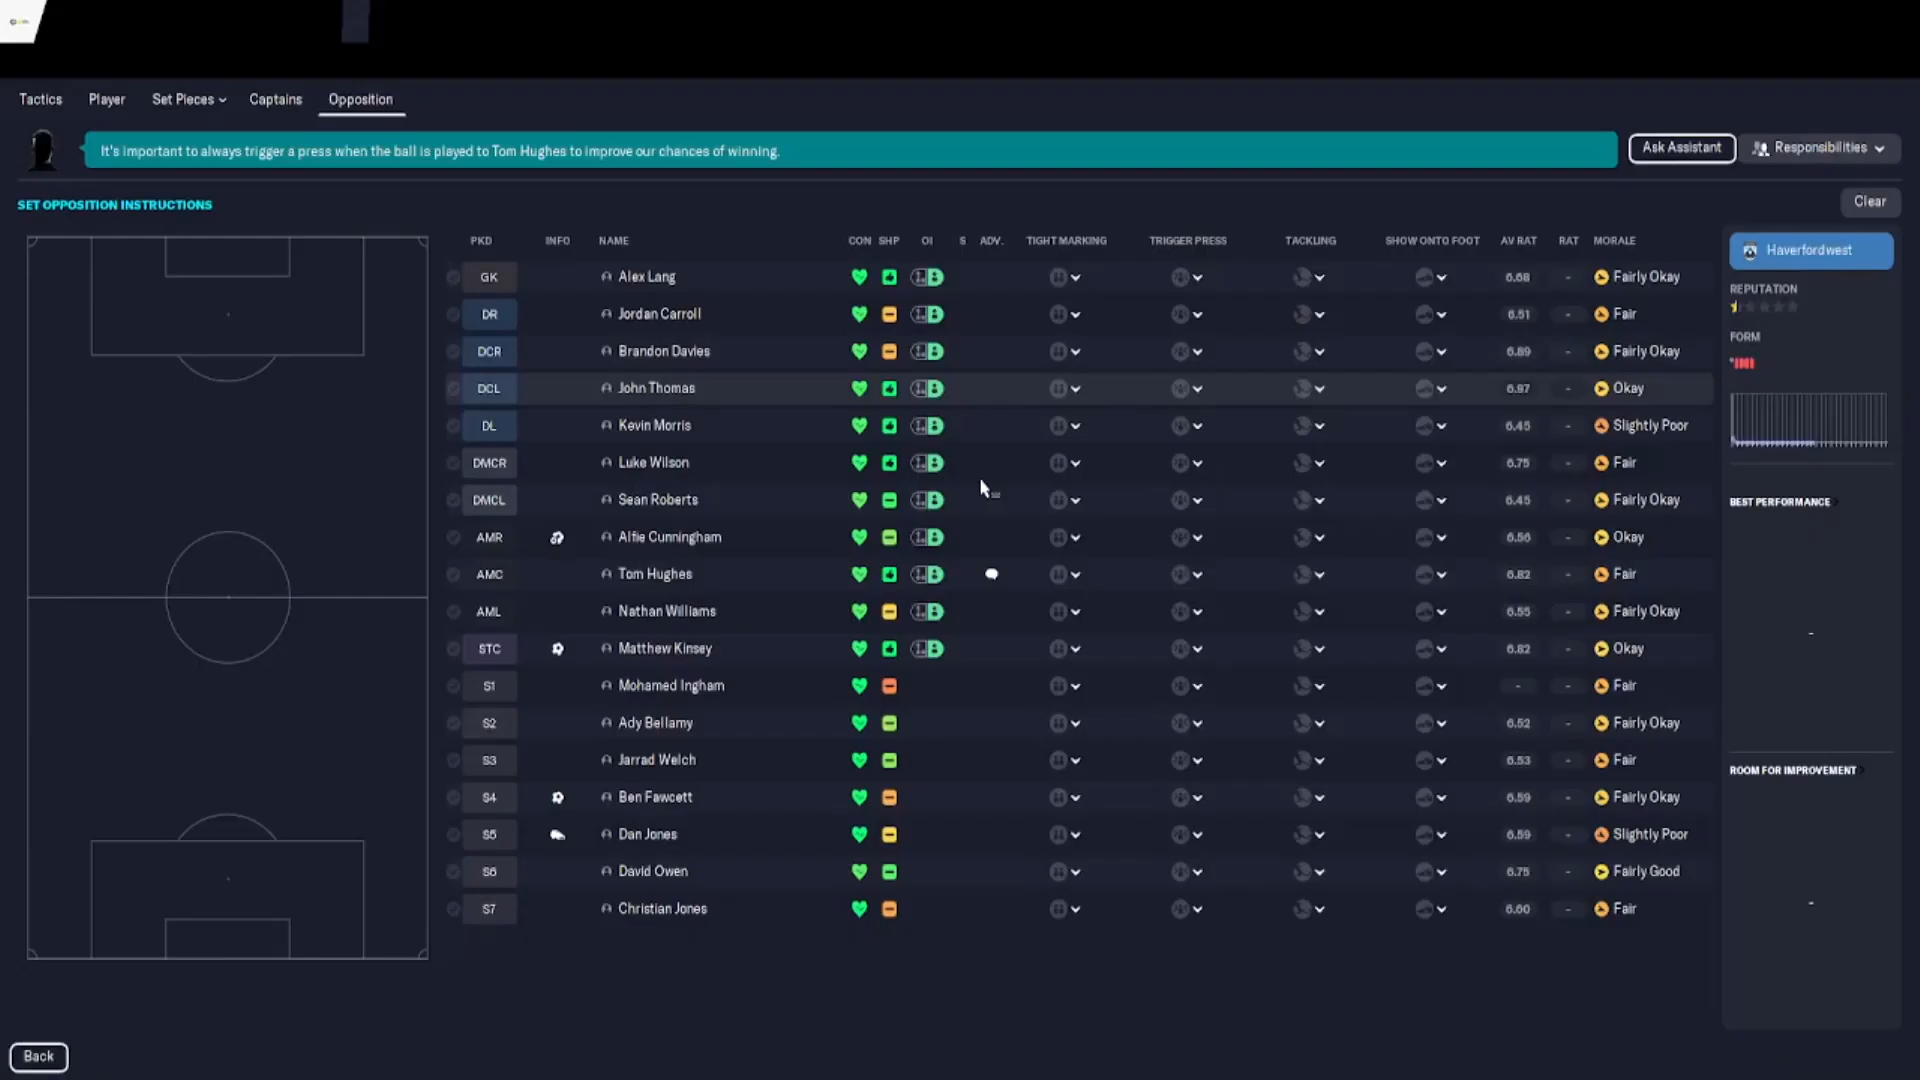 Tactics Player Set Pieces Captains Opposition
It's important to always trigger a press when the ball is played to Tom Hughes to improve our chances of winning.
Ask Assistant Responsibilities
SET OPPOSITION INSTRUCTIONS
Clear
PKD INFO NAME CON SHP OI S ADV. TIGHT MARKING TRIGGER PRESS TACKLING SHOW ONTO FOOT AV RAT RAT MORALE
GK Alex Lang 6.68 - Fairly Okay
DR Jordan Carroll 6.51 - Fair
DCR Brandon Davies 6.89 - Fairly Okay
DCL John Thomas 6.97 - Okay
DL Kevin Morris 6.45 - Slightly Poor
DMCR Luke Wilson 6.75 - Fair
DMCL Sean Roberts 6.45 - Fairly Okay
AMR Alfie Cunningham 6.56 - Okay
AMC Tom Hughes 6.82 - Fair
AML Nathan Williams 6.55 - Fairly Okay
STC Matthew Kinsey 6.82 - Okay
S1 Mohamed Ingham - - Fair
S2 Ady Bellamy 6.52 - Fairly Okay
S3 Jarrad Welch 6.53 - Fair
S4 Ben Fawcett 6.59 - Fairly Okay
S5 Dan Jones 6.59 - Slightly Poor
S6 David Owen 6.75 - Fairly Good
S7 Christian Jones 6.60 - Fair
Haverfordwest
REPUTATION
FORM
BEST PERFORMANCE
-
ROOM FOR IMPROVEMENT
-
Back